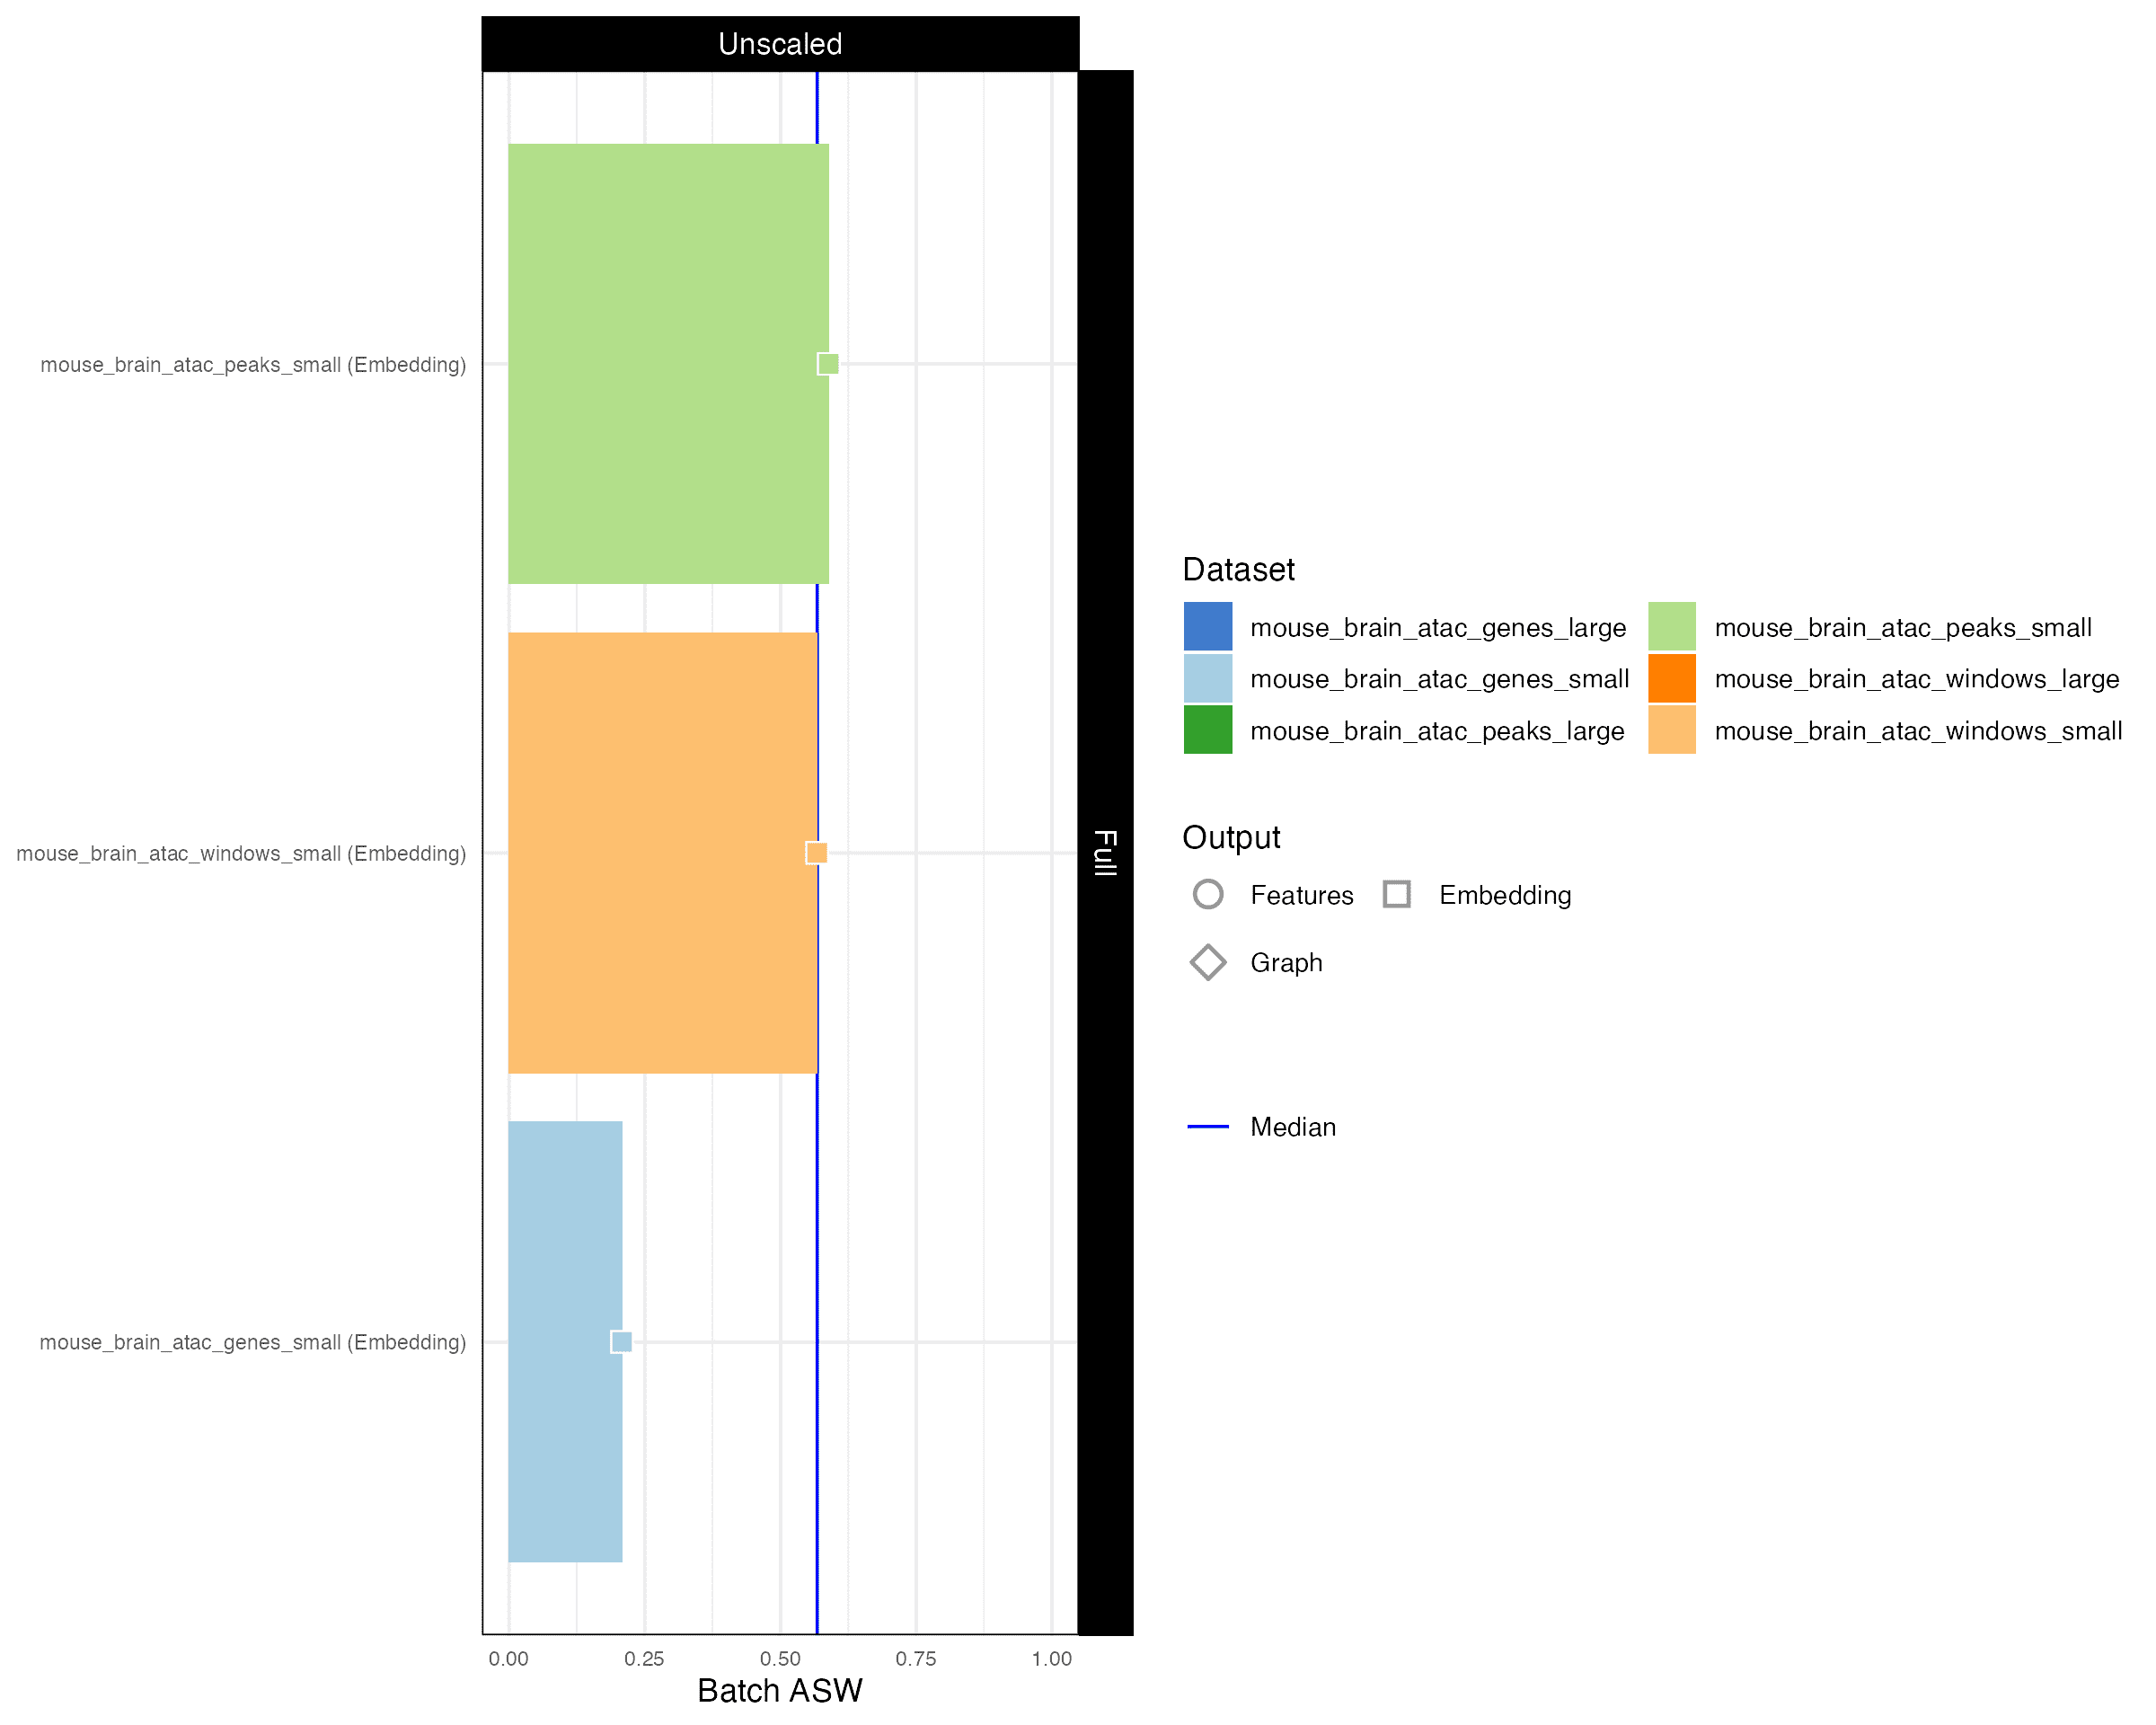 Unscaled
Full
mouse_brain_atac_peaks_small (Embedding)
mouse_brain_atac_windows_small (Embedding)
mouse_brain_atac_genes_small (Embedding)
0.00 0.25 0.50 0.75 1.00
Batch ASW
Dataset
mouse_brain_atac_genes_large mouse_brain_atac_peaks_small
mouse_brain_atac_genes_small mouse_brain_atac_windows_large
mouse_brain_atac_peaks_large mouse_brain_atac_windows_small
Output
Features Embedding
Graph
Median